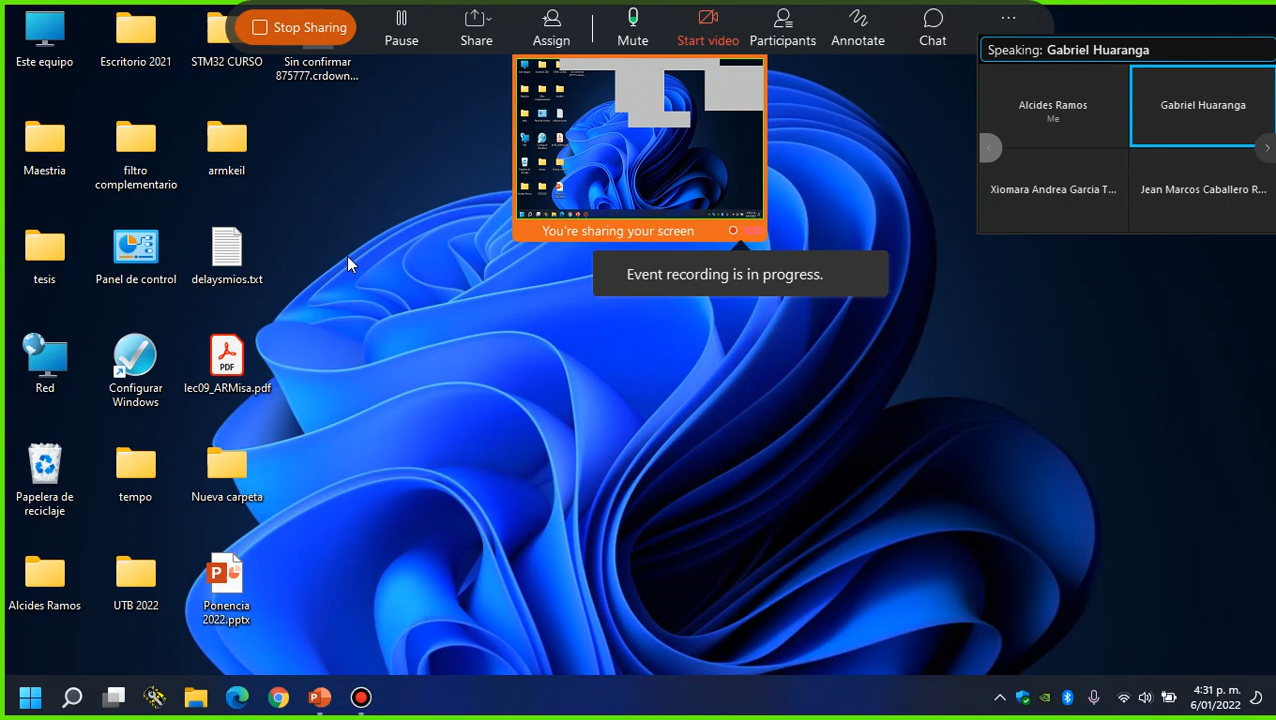 Stop Sharing
Pause
Share
Assign
Mute
Start video
Participants
Annotate
Chat
Speaking: Gabriel Huaranga
Alcides Ramos
Me
Gabriel Huaranga
Xiomara Andrea Garcia T...
Jean Marcos Caballero R...
You're sharing your screen
Event recording is in progress.
Este equipo
Escritorio 2021
STM32 CURSO
Sin confirmar
875777.crdown...
Maestria
filtro
complementario
armkeil
tesis
Panel de control
delaysmios.txt
Red
Configurar
Windows
PDF
lec09_ARMisa.pdf
Papelera de
reciclaje
tempo
Nueva carpeta
Alcides Ramos
UTB 2022
P
Ponencia
2022.pptx
4:31 p. m.
6/01/2022